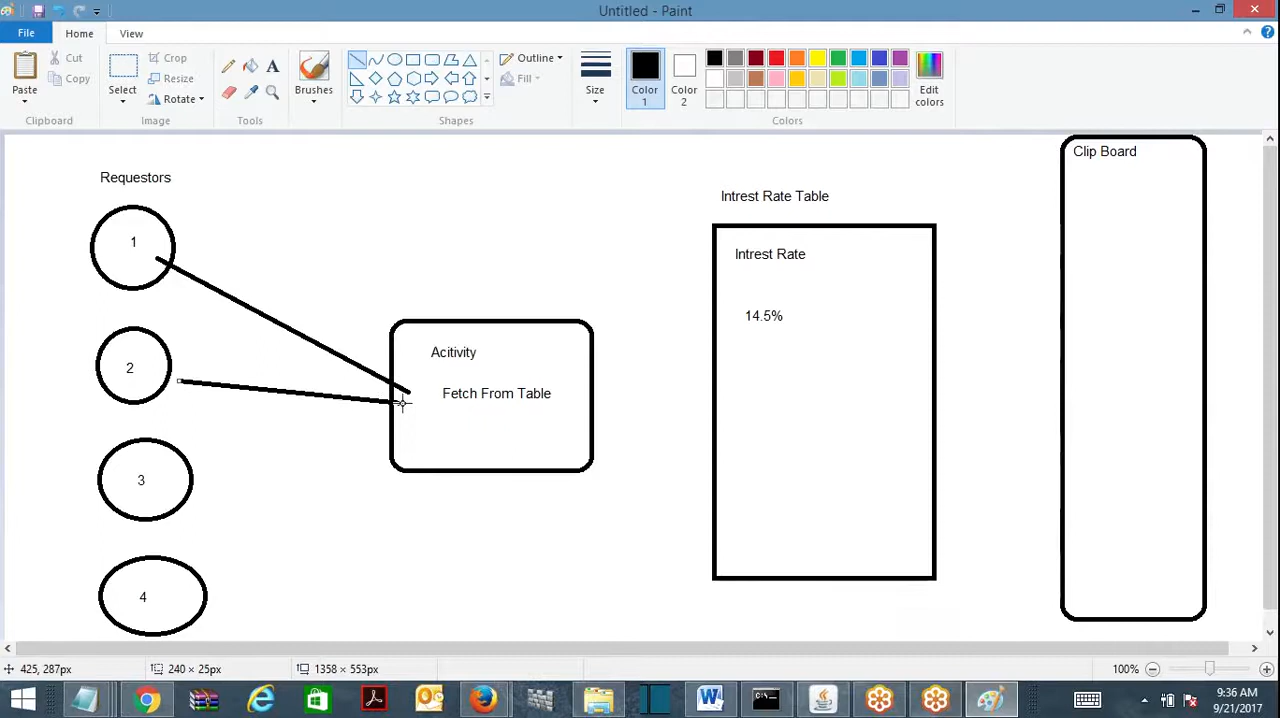 Untitled - Paint
File
Home
View
Paste
Cut
Copy
Clipboard
Select
Crop
Resize
Rotate
Image
A
Tools
Brushes
Outline
Fill
Shapes
Size
Color
1
Color
2
Edit
colors
Colors
Requestors
1
2
3
4
Acitivity
Fetch From Table
Intrest Rate Table
Intrest Rate
14.5%
Clip Board
425, 287px
240 × 25px
1358 × 553px
100%
9:36 AM
9/21/2017